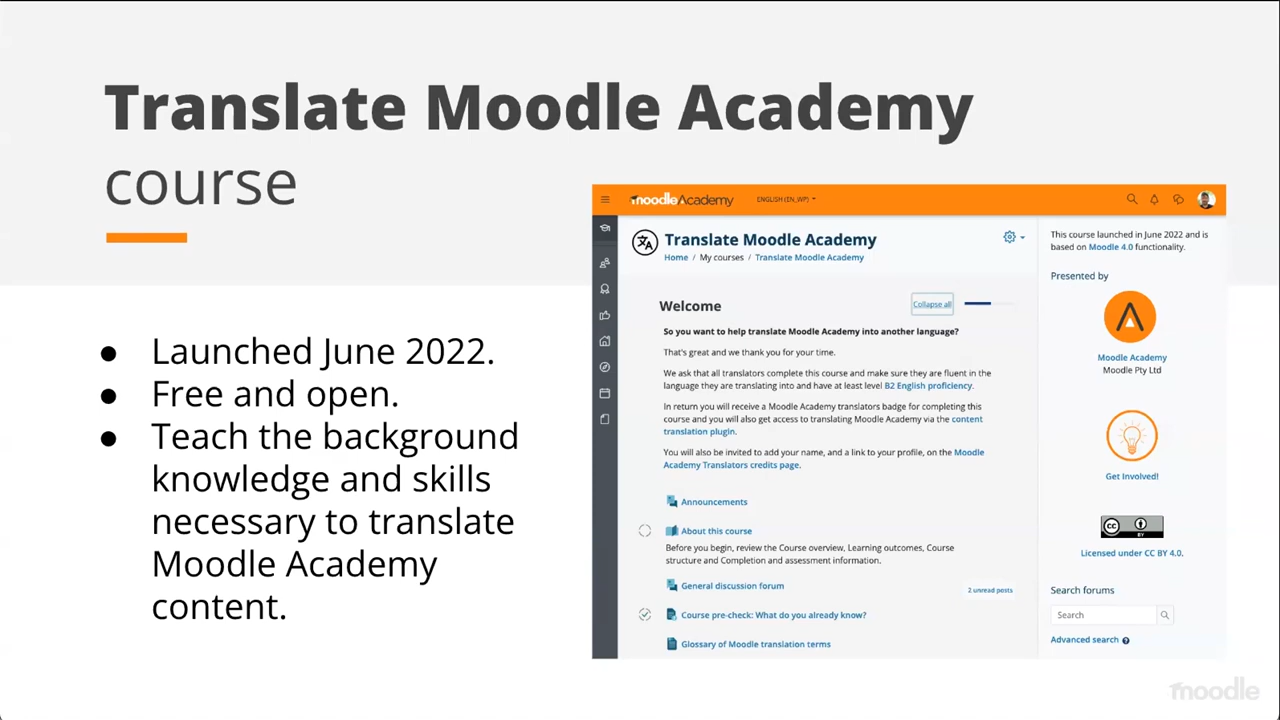 Translate Moodle Academy
course
Launched June 2022.
Free and open.
Teach the background
knowledge and skills
necessary to translate
Moodle Academy
content.
moodleAcademy
ENGLISH (EN_WP)
Translate Moodle Academy
Home / My courses / Translate Moodle Academy
Welcome
Collapse all
So you want to help translate Moodle Academy into another language?
That's great and we thank you for your time.
We ask that all translators complete this course and make sure they are fluent in the
language they are translating into and have at least level B2 English proficiency.
In return you will receive a Moodle Academy translators badge for completing this
course and you will also get access to translating Moodle Academy via the content
translation plugin.
You will also be invited to add your name, and a link to your profile, on the Moodle
Academy Translators credits page.
Announcements
About this course
Before you begin, review the Course overview, Learning outcomes, Course
structure and Completion and assessment information.
General discussion forum
2 unread posts
Course pre-check: What do you already know?
Glossary of Moodle translation terms
This course launched in June 2022 and is
based on Moodle 4.0 functionality.
Presented by
Moodle Academy
Moodle Pty Ltd
Get Involved!
CC
BY
Licensed under CC BY 4.0.
Search forums
Search
Advanced search
moodle